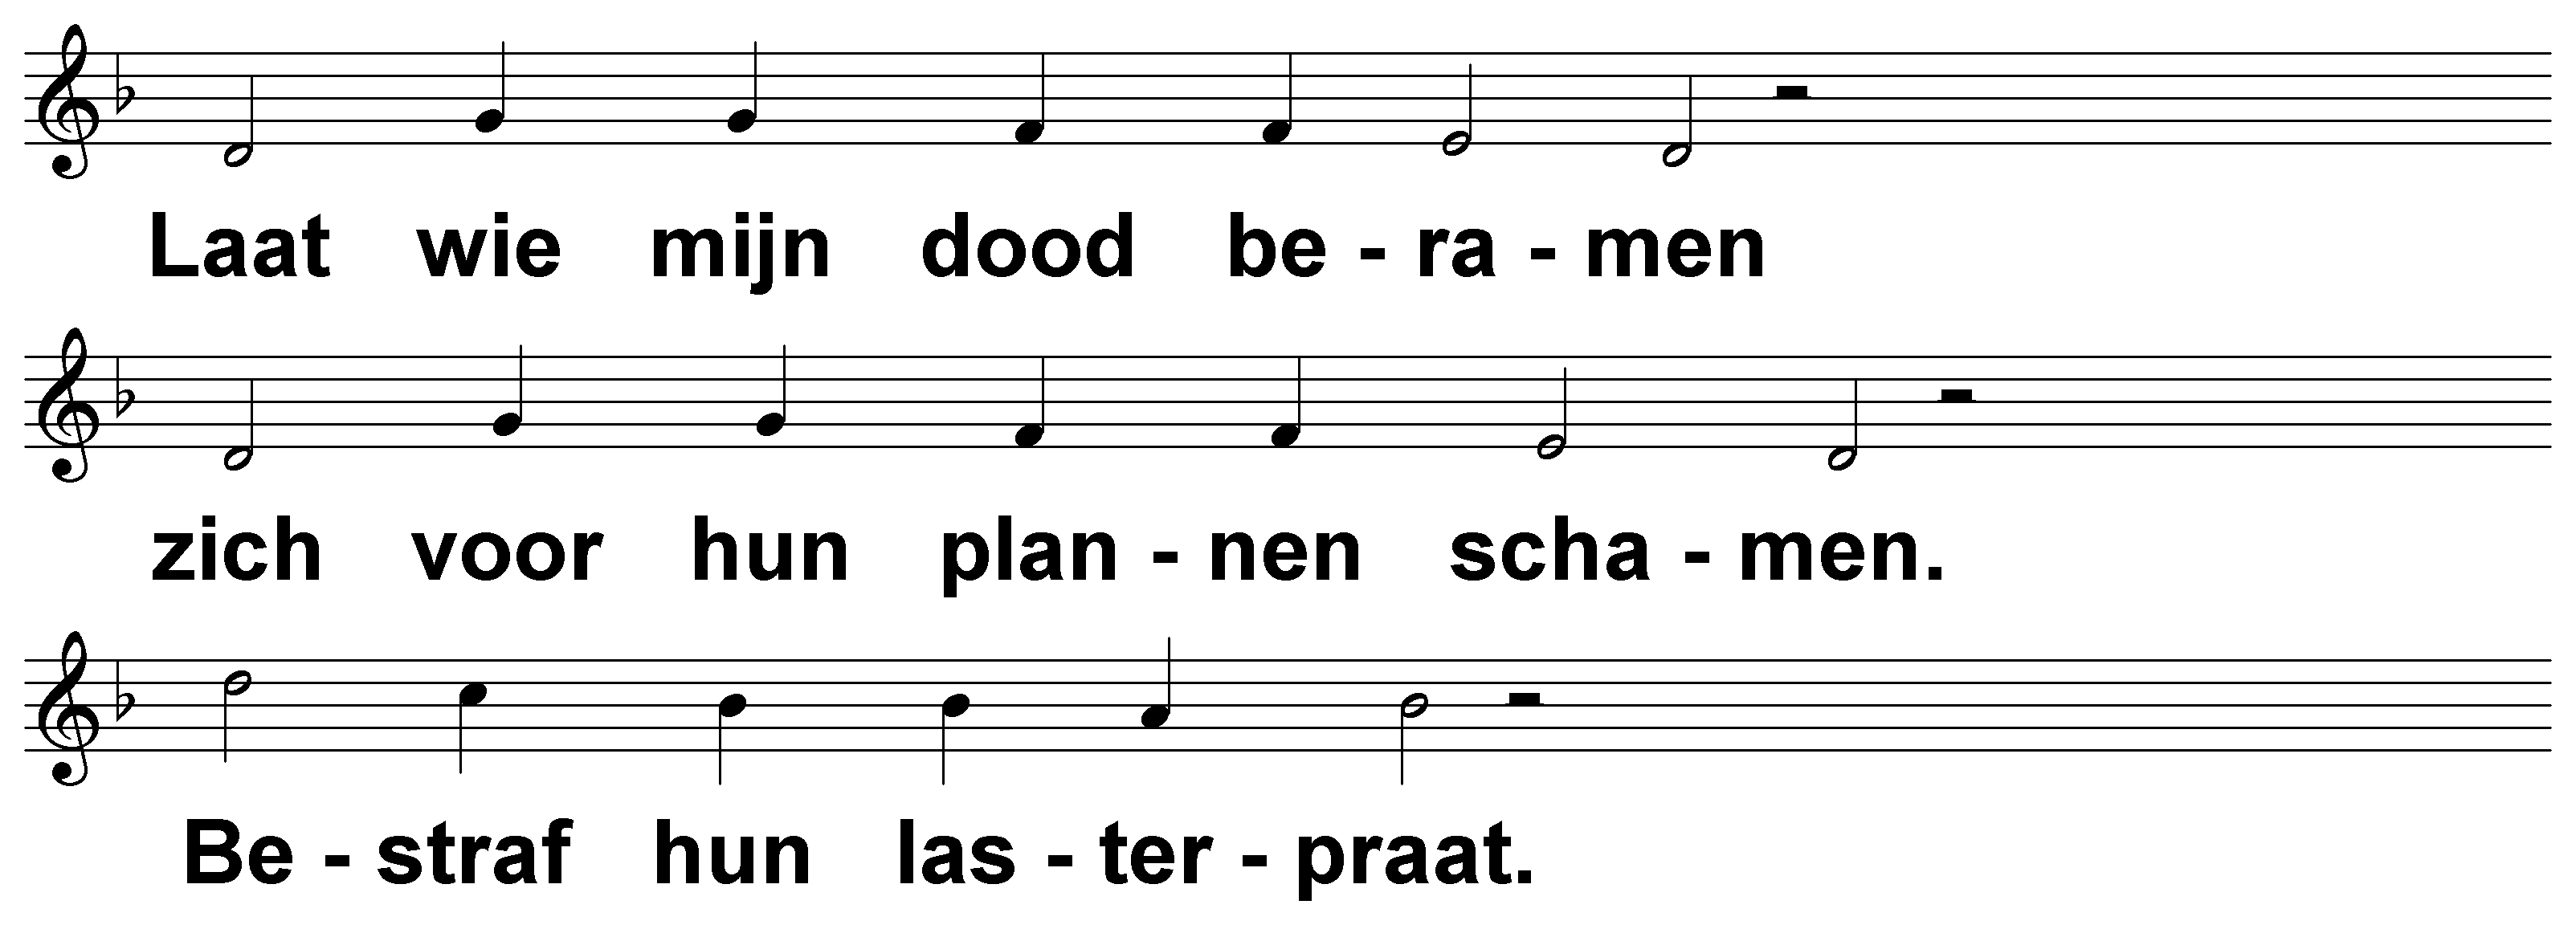 Laat wie mijn dood be - ra - men
zich voor hun plan - nen scha - men.
Be - straf hun las - ter - praat.